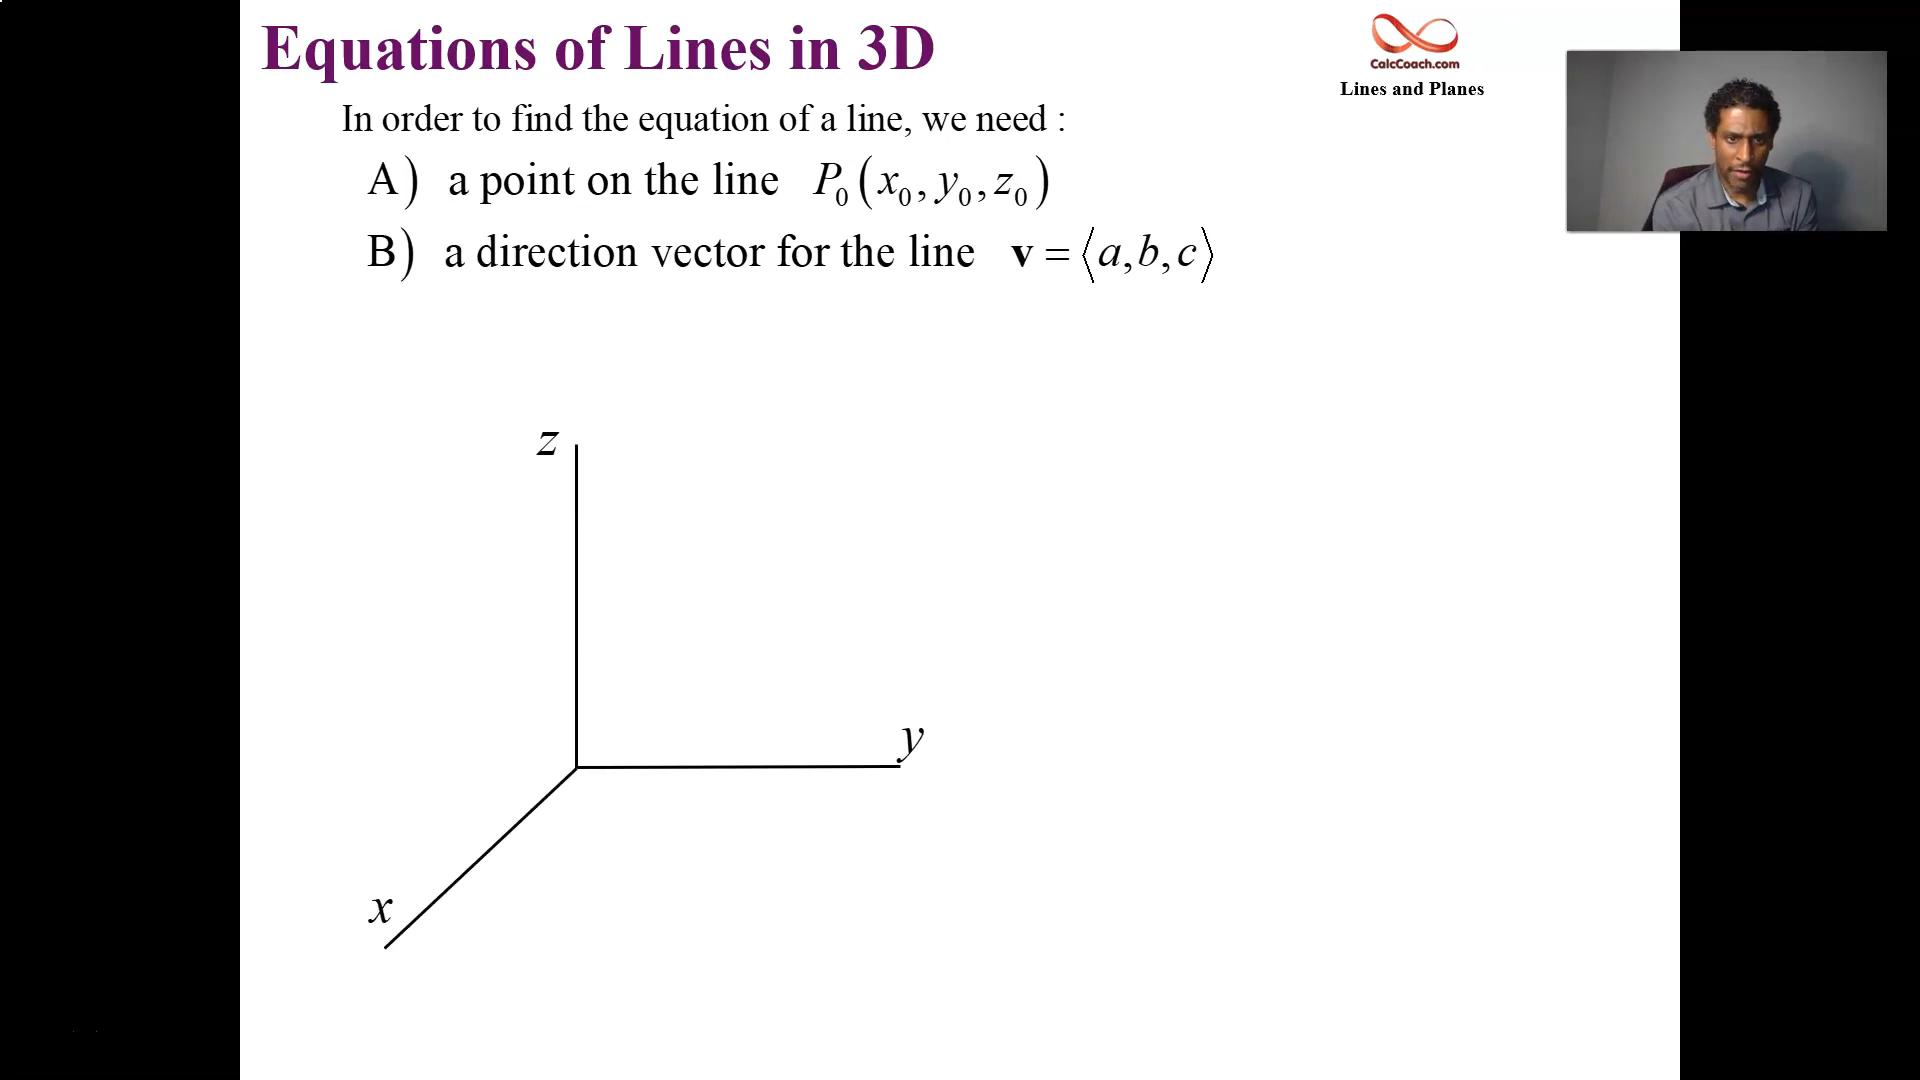 Equations of Lines in 3D
CalcCoach.com
Lines and Planes
In order to find the equation of a line, we need :
A) a point on the line P₀(x₀, y₀, z₀)
B) a direction vector for the line v = ⟨a, b, c⟩
z
y
x